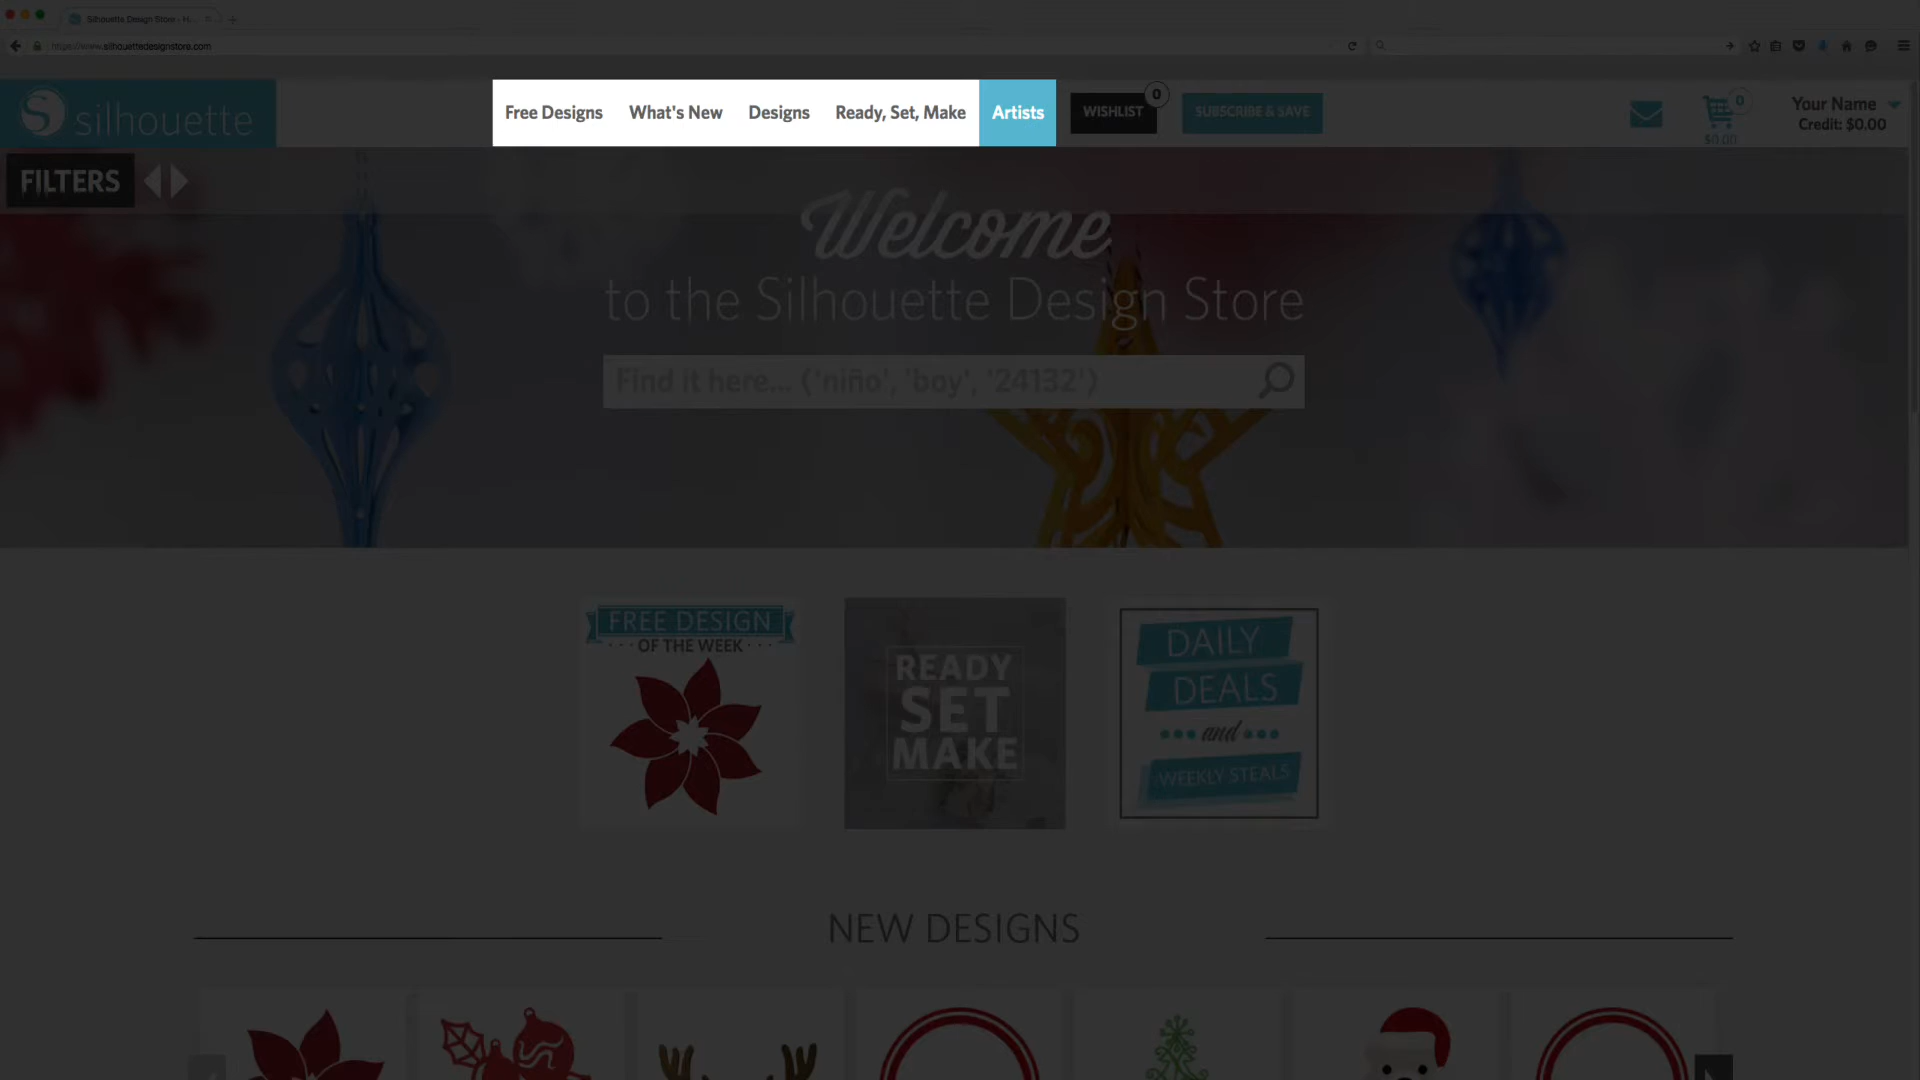 Silhouette Design Store - H...
https://www.silhouettedesignstore.com
S silhouette
Free Designs
What's New
Designs
Ready, Set, Make
Artists
WISHLIST
0
SUBSCRIBE & SAVE
0
$0.00
Your Name
Credit: $0.00
FILTERS
Welcome
to the Silhouette Design Store
Find it here... ('niño', 'boy', '24132')
FREE DESIGN
OF THE WEEK
READY
SET
MAKE
DAILY
DEALS
and
WEEKLY STEALS
NEW DESIGNS